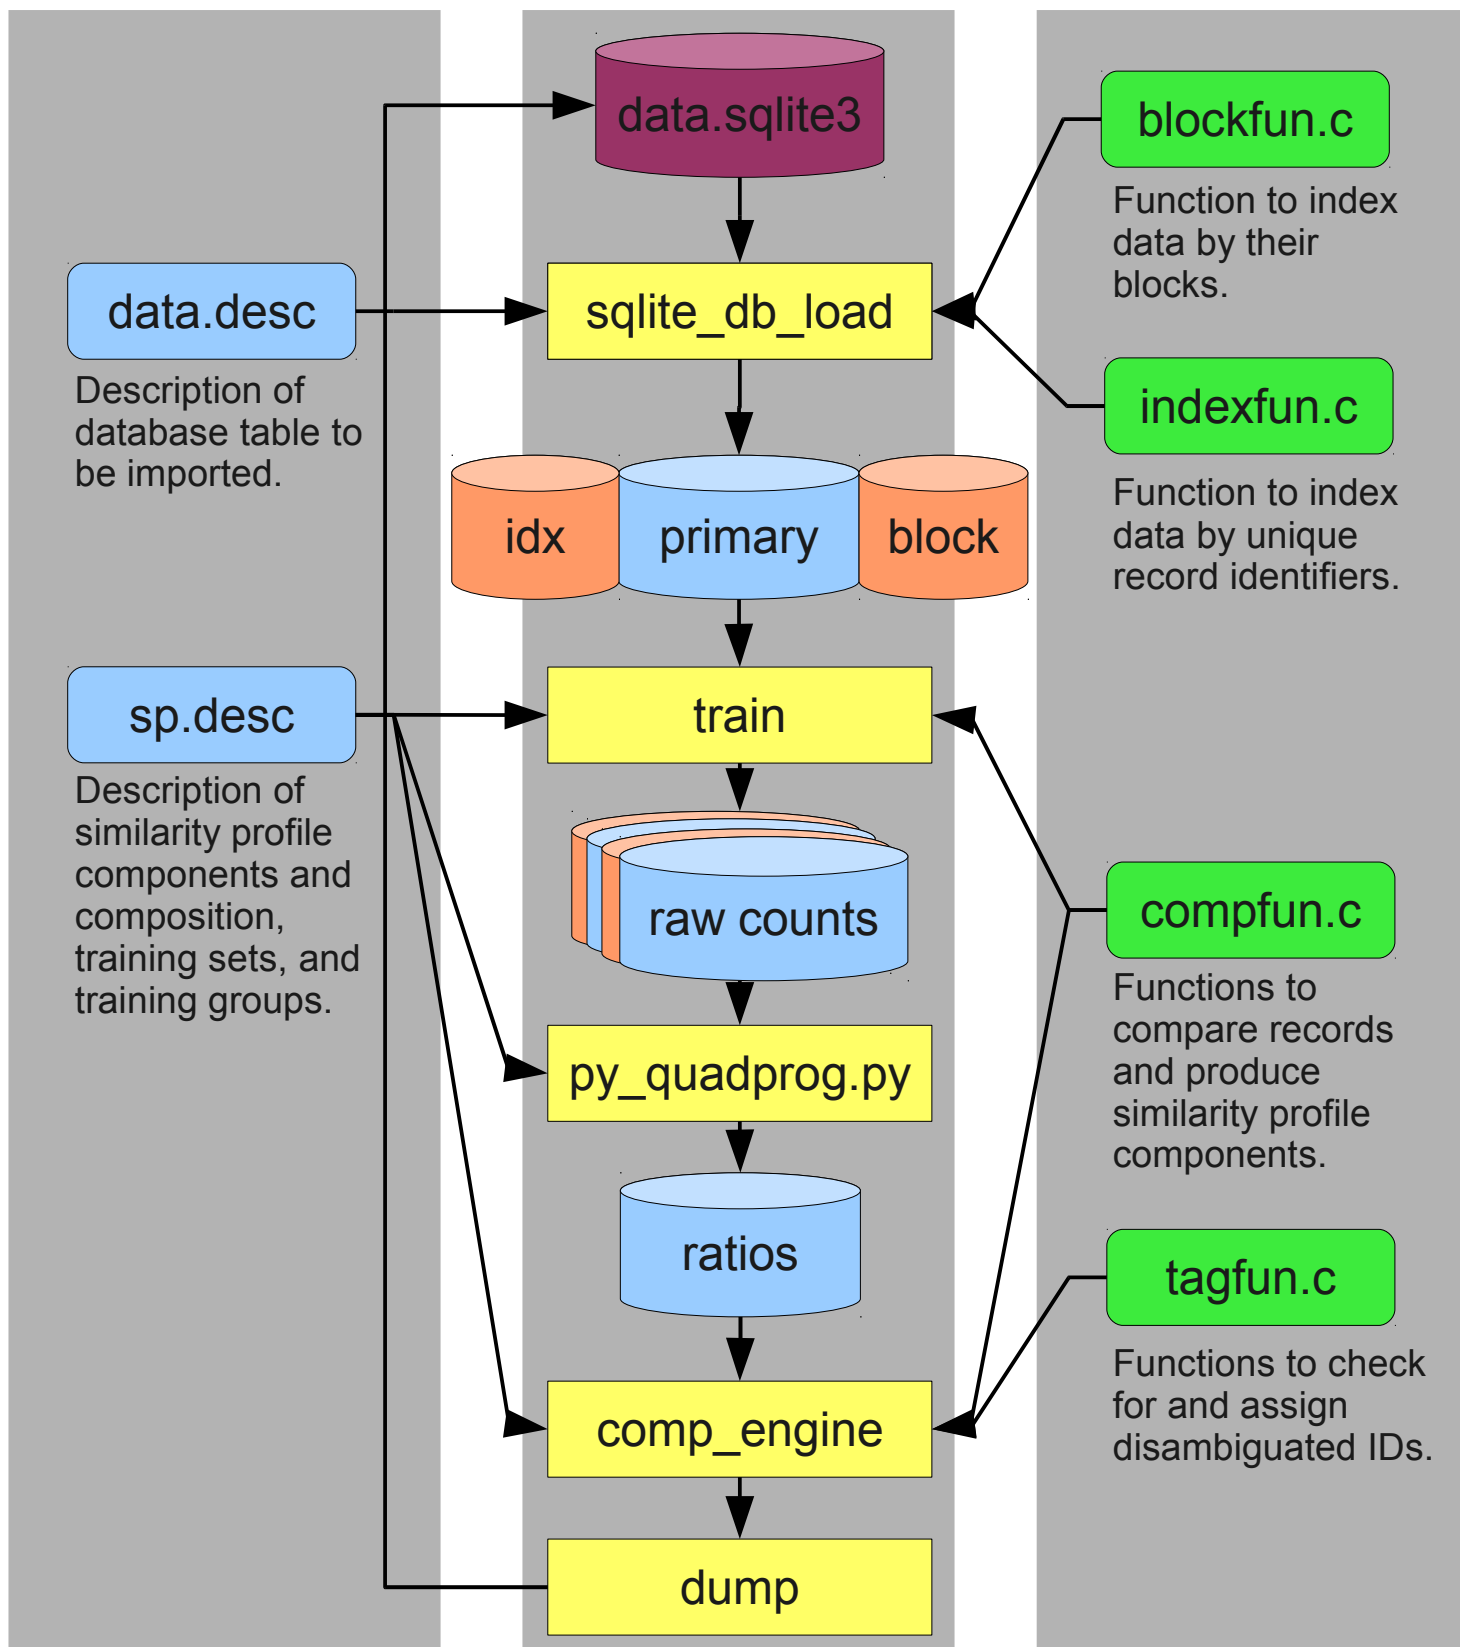 data.sqlite3
blockfun.c
Function to index
data by their
blocks.
data.desc
Description of
database table to
be imported.
sqlite_db_load
indexfun.c
Function to index
data by unique
record identifiers.
idx
primary
block
sp.desc
Description of
similarity profile
components and
composition,
training sets, and
training groups.
train
raw counts
compfun.c
Functions to
compare records
and produce
similarity profile
components.
py_quadprog.py
ratios
tagfun.c
Functions to check
for and assign
disambiguated IDs.
comp_engine
dump